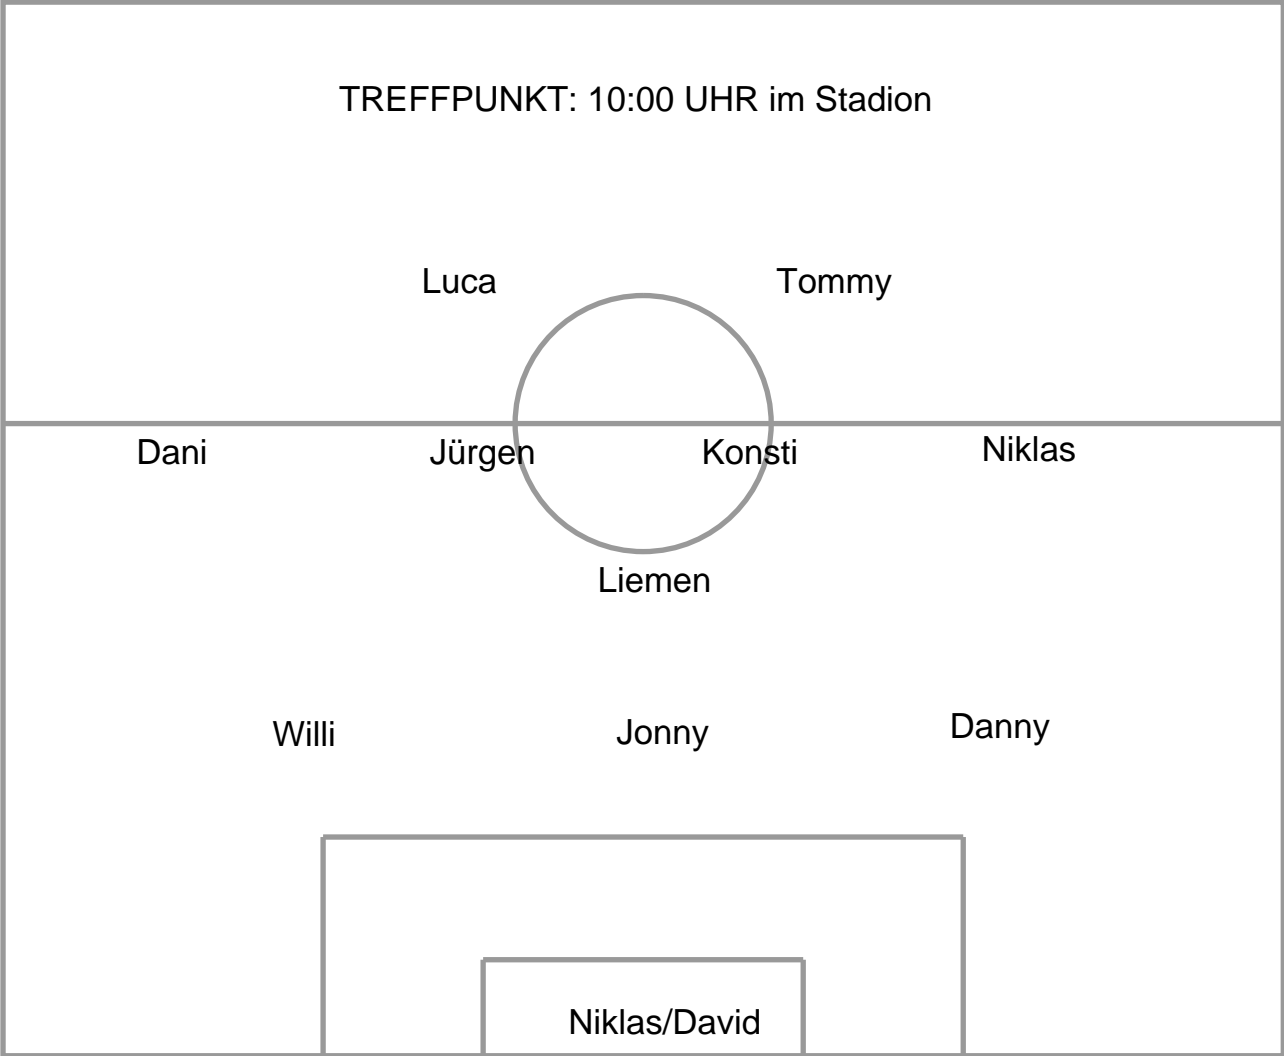 TREFFPUNKT: 10:00 UHR im Stadion
Luca Tommy
Dani Jürgen Konsti Niklas
Liemen
Willi Jonny Danny
Niklas/David